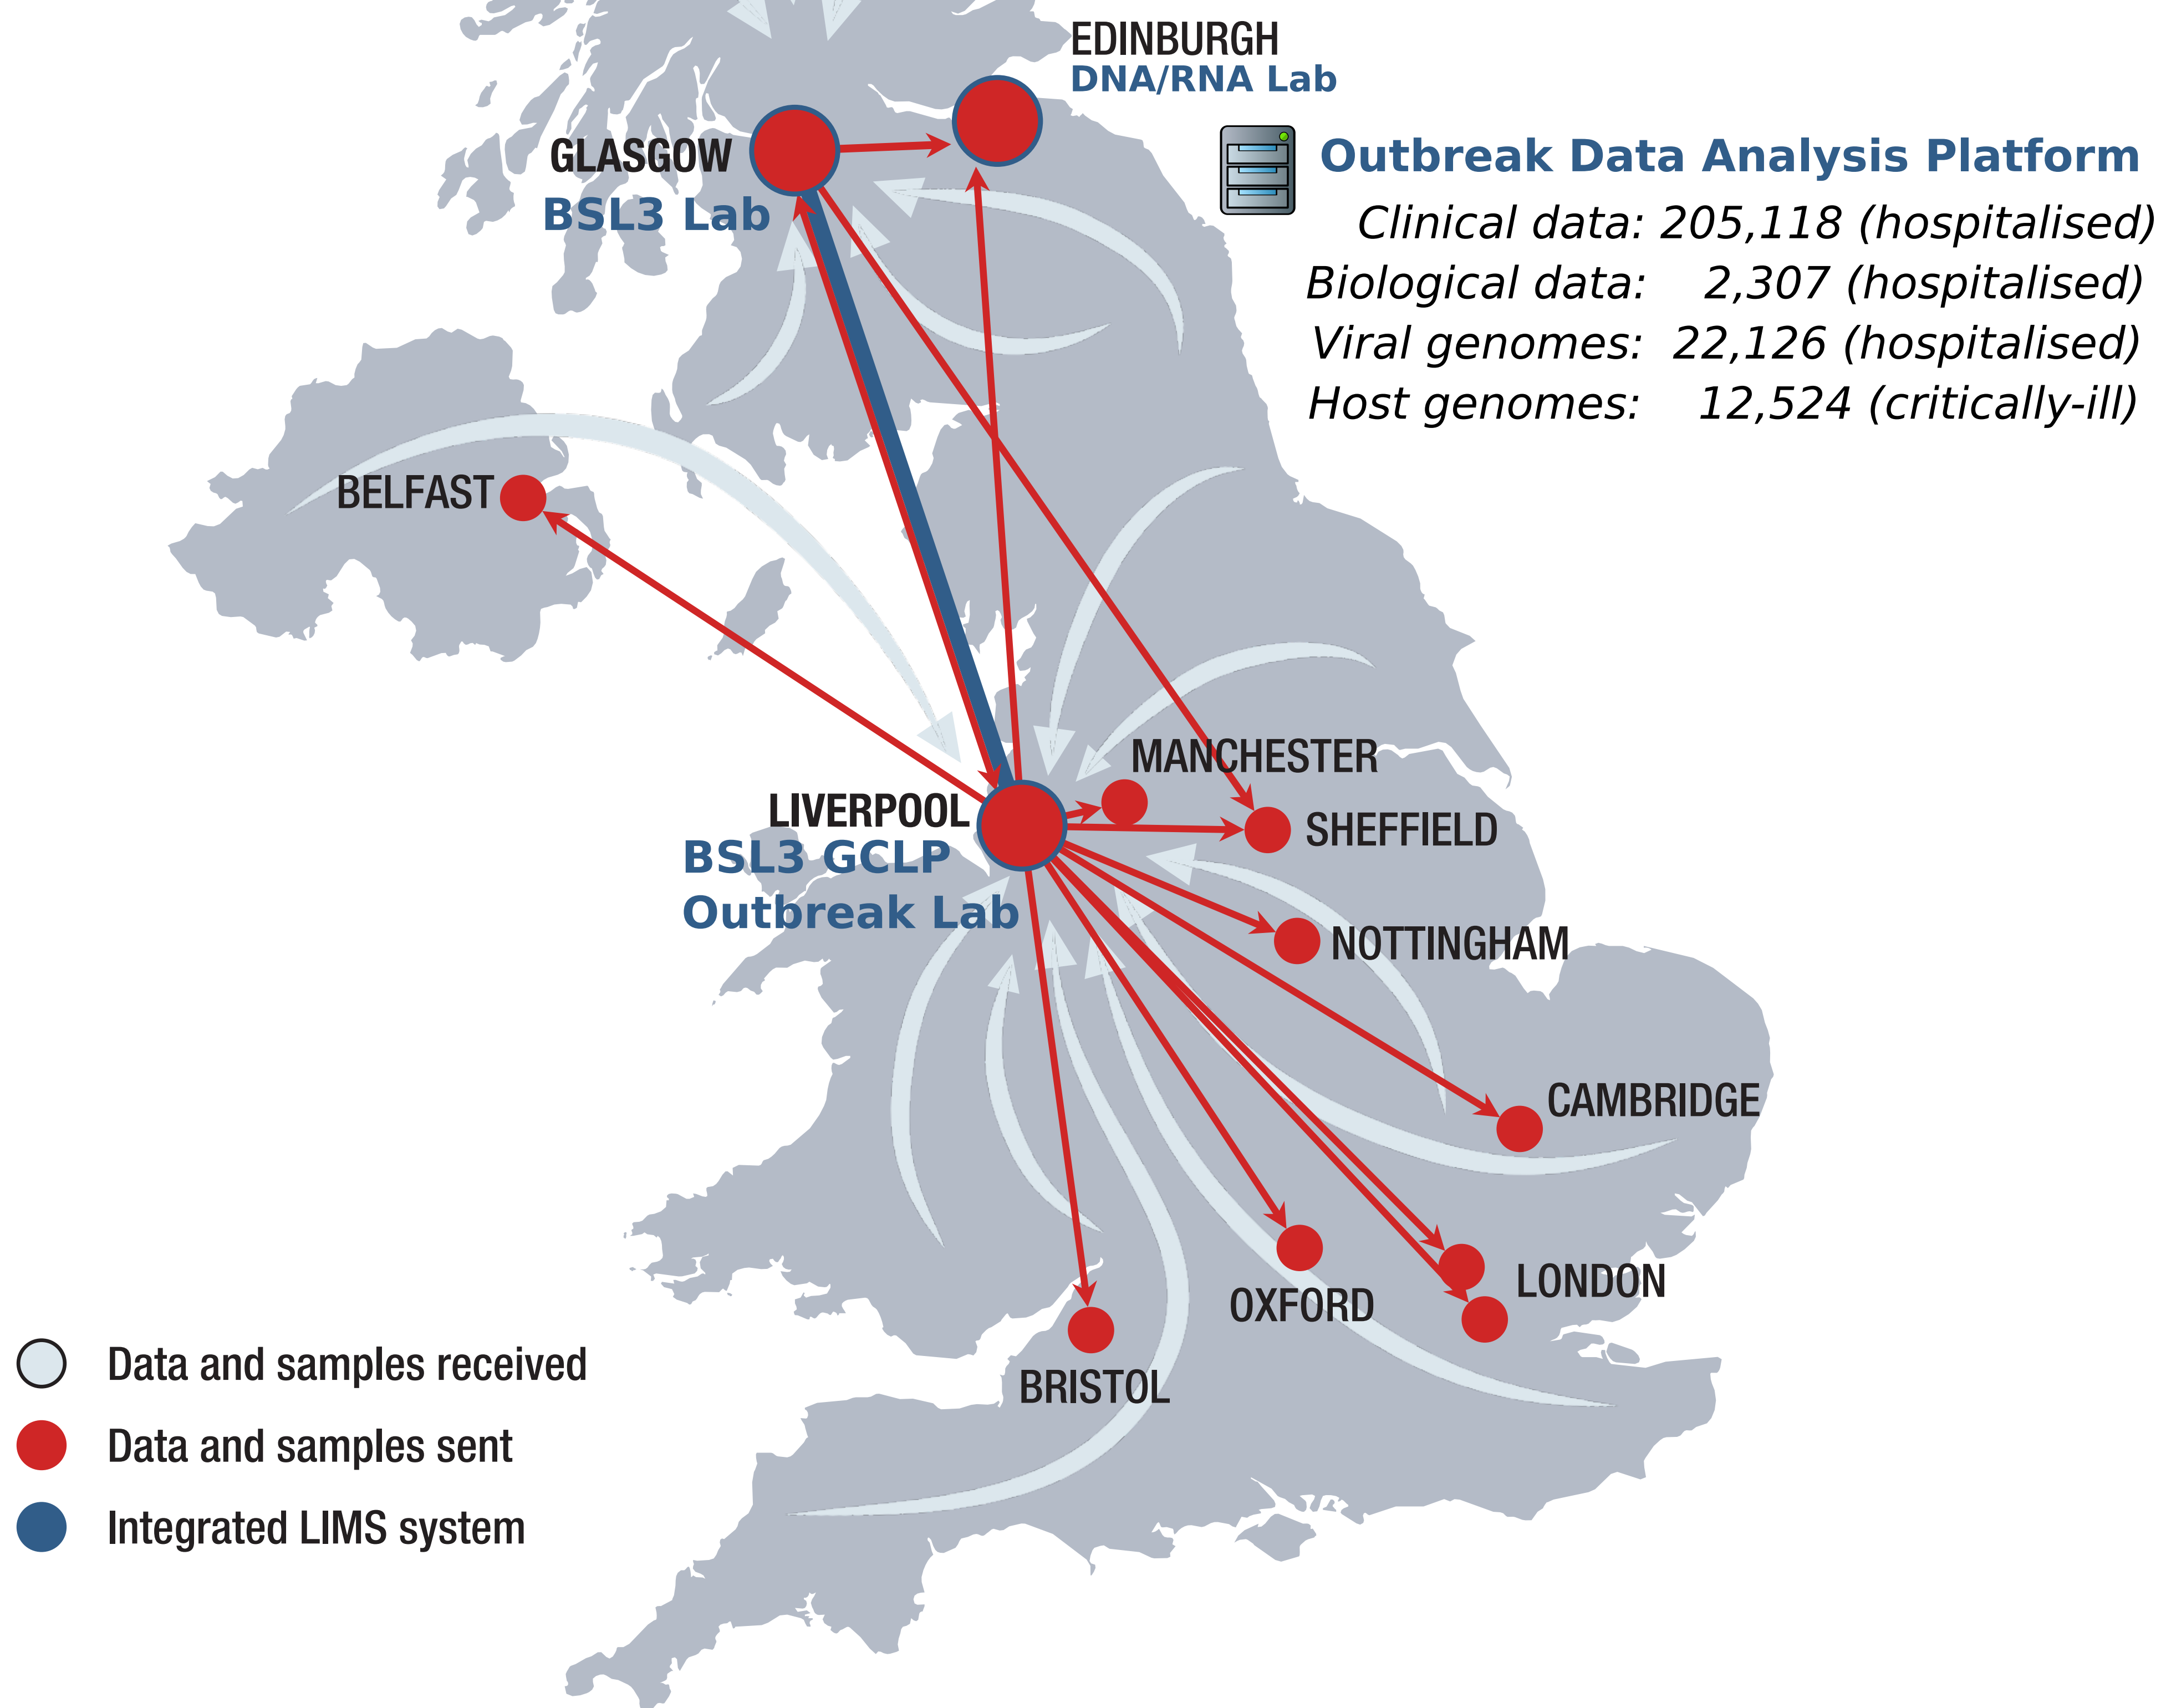 EDINBURGH
DNA/RNA Lab
GLASGOW
BSL3 Lab
Outbreak Data Analysis Platform
Clinical data: 205,118 (hospitalised)
Biological data: 2,307 (hospitalised)
Viral genomes: 22,126 (hospitalised)
Host genomes: 12,524 (critically-ill)
BELFAST
MANCHESTER
LIVERPOOL
BSL3 GCLP
Outbreak Lab
SHEFFIELD
NOTTINGHAM
CAMBRIDGE
LONDON
OXFORD
BRISTOL
Data and samples received
Data and samples sent
Integrated LIMS system